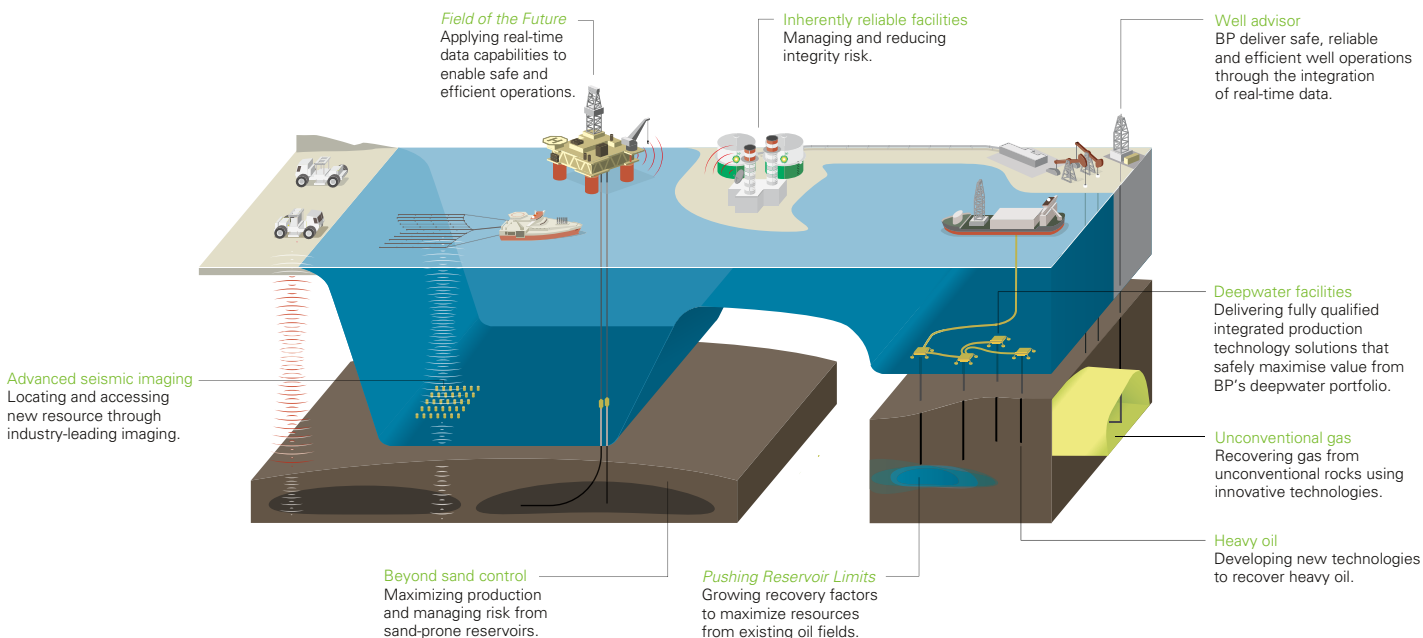 Field of the Future
Applying real-time
data capabilities to
enable safe and
efficient operations.
Inherently reliable facilities
Managing and reducing
integrity risk.
Well advisor
BP deliver safe, reliable
and efficient well operations
through the integration
of real-time data.
Advanced seismic imaging
Locating and accessing
new resource through
industry-leading imaging.
Deepwater facilities
Delivering fully qualified
integrated production
technology solutions that
safely maximise value from
BP's deepwater portfolio.
Unconventional gas
Recovering gas from
unconventional rocks using
innovative technologies.
Heavy oil
Developing new technologies
to recover heavy oil.
Beyond sand control
Maximizing production
and managing risk from
sand-prone reservoirs.
Pushing Reservoir Limits
Growing recovery factors
to maximize resources
from existing oil fields.